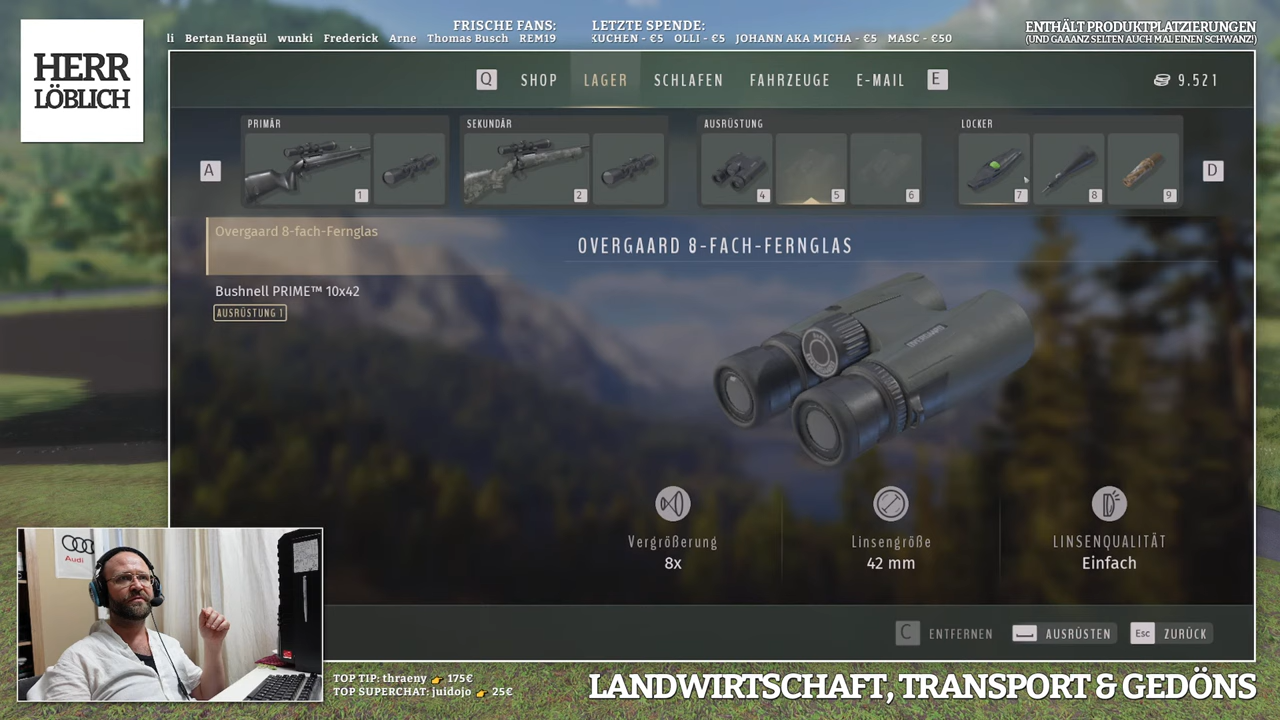 HERR
LÖBLICH
FRISCHE FANS:
li Bertan Hangül wunki Frederick Arne Thomas Busch REM19
LETZTE SPENDE:
KUCHEN - €5 OLLI - €5 JOHANN AKA MICHA - €5 MASC - €50
ENTHÄLT PRODUKTPLATZIERUNGEN
(UND GAAANZ SELTEN AUCH MAL EINEN SCHWANZ!)
Q SHOP LAGER SCHLAFEN FAHRZEUGE E-MAIL E 9.521
PRIMÄR SEKUNDÄR AUSRÜSTUNG LOCKER
A 1 2 4 5 6 7 8 9 D
Overgaard 8-fach-Fernglas
Bushnell PRIME™ 10x42
AUSRÜSTUNG 1
OVERGAARD 8-FACH-FERNGLAS
Vergrößerung Linsengröße LINSENQUALITÄT
8x 42 mm Einfach
C ENTFERNEN AUSRÜSTEN Esc ZURÜCK
Audi
TOP TIP: thraeny 👉 175€
TOP SUPERCHAT: juidojo 👉 25€
LANDWIRTSCHAFT, TRANSPORT & GEDÖNS